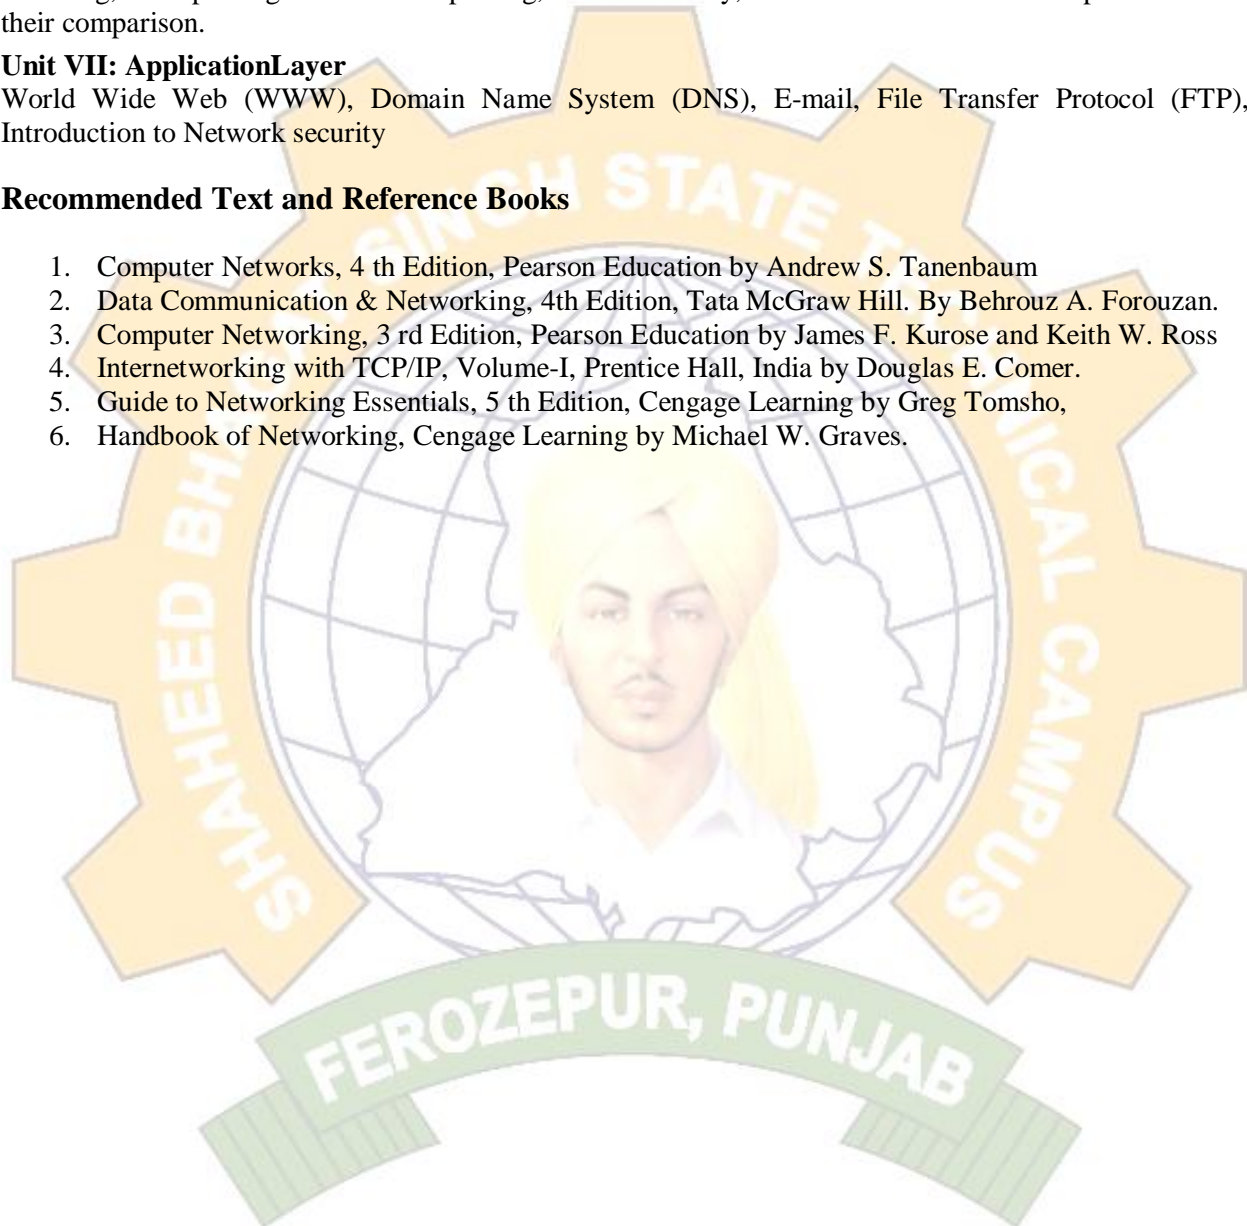 their comparison.
Unit VII: ApplicationLayer
World Wide Web (WWW), Domain Name System (DNS), E-mail, File Transfer Protocol (FTP),
Introduction to Network security
Recommended Text and Reference Books
1. Computer Networks, 4 th Edition, Pearson Education by Andrew S. Tanenbaum
2. Data Communication & Networking, 4th Edition, Tata McGraw Hill. By Behrouz A. Forouzan.
3. Computer Networking, 3 rd Edition, Pearson Education by James F. Kurose and Keith W. Ross
4. Internetworking with TCP/IP, Volume-I, Prentice Hall, India by Douglas E. Comer.
5. Guide to Networking Essentials, 5 th Edition, Cengage Learning by Greg Tomsho,
6. Handbook of Networking, Cengage Learning by Michael W. Graves.
SHAHEED BHAGAT SINGH STATE TECHNICAL CAMPUS
FEROZEPUR, PUNJAB